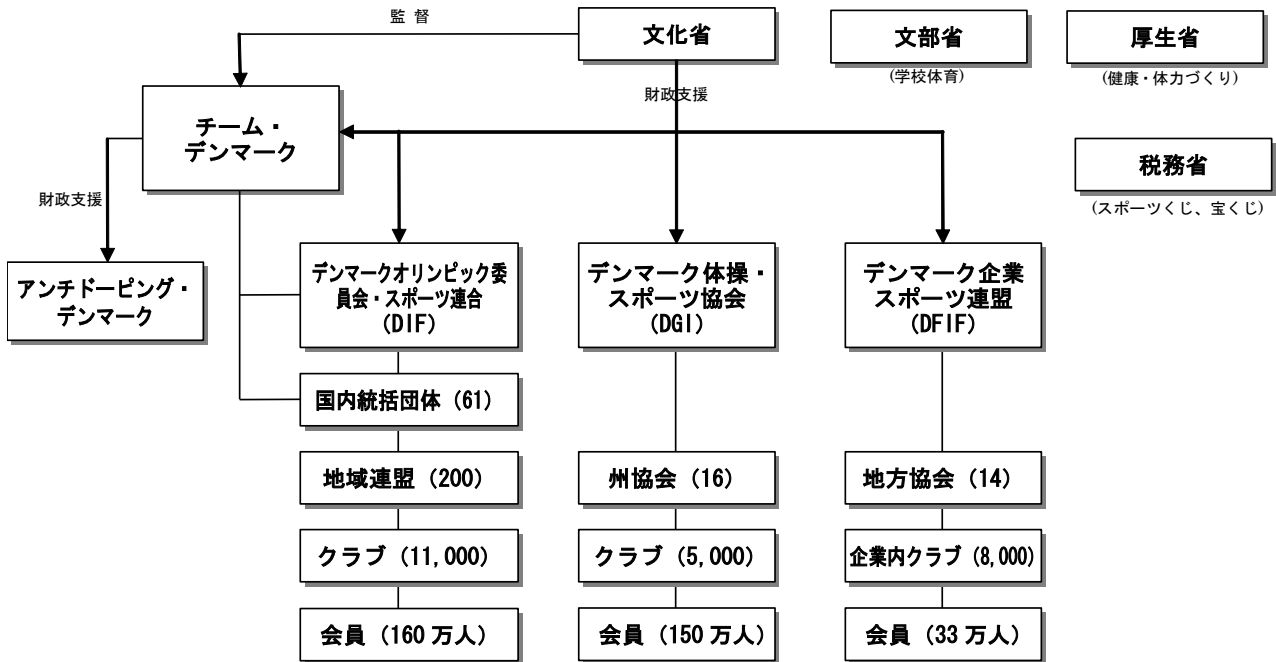 監 督
文化省
文部省
(学校体育)
厚生省
(健康・体力づくり)
財政支援
チーム・
デンマーク
税務省
(スポーツくじ、宝くじ)
財政支援
アンチドーピング・
デンマーク
デンマークオリンピック委
員会・スポーツ連合
(DIF)
デンマーク体操・
スポーツ協会
(DGI)
デンマーク企業
スポーツ連盟
(DFIF)
国内統括団体 (61)
地域連盟 (200)
州協会 (16)
地方協会 (14)
クラブ (11,000)
クラブ (5,000)
企業内クラブ (8,000)
会員 (160 万人)
会員 (150 万人)
会員 (33 万人)